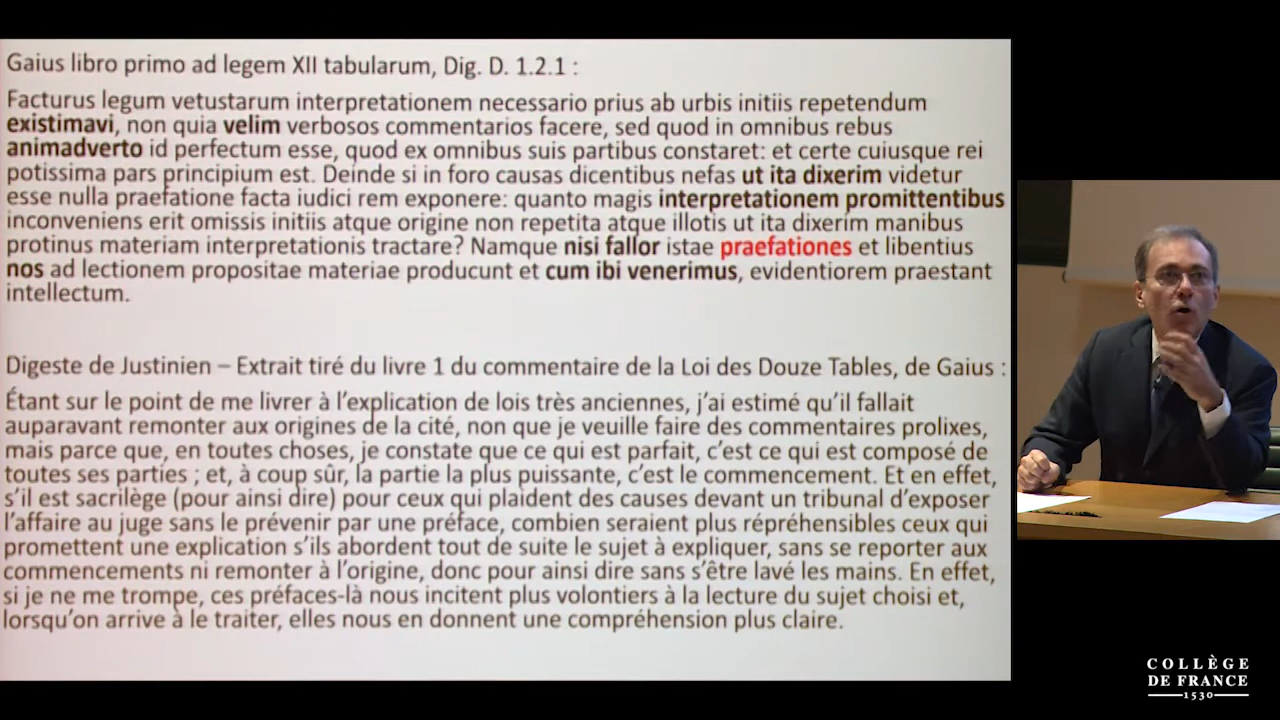 Gaius libro primo ad legem XII tabularum, Dig. D. 1.2.1 :
Facturus legum vetustarum interpretationem necessario prius ab urbis initiis repetendum
existimavi, non quia velim verbosos commentarios facere, sed quod in omnibus rebus
animadverto id perfectum esse, quod ex omnibus suis partibus constaret: et certe cuiusque rei
potissima pars principium est. Deinde si in foro causas dicentibus nefas ut ita dixerim videtur
esse nulla praefatione facta iudici rem exponere: quanto magis interpretationem promittentibus
inconveniens erit omissis initiis atque origine non repetita atque illotis ut ita dixerim manibus
protinus materiam interpretationis tractare? Namque nisi fallor istae praefationes et libentius
nos ad lectionem propositae materiae producunt et cum ibi venerimus, evidentiorem praestant
intellectum.
Digeste de Justinien – Extrait tiré du livre 1 du commentaire de la Loi des Douze Tables, de Gaius :
Étant sur le point de me livrer à l'explication de lois très anciennes, j'ai estimé qu'il fallait
auparavant remonter aux origines de la cité, non que je veuille faire des commentaires prolixes,
mais parce que, en toutes choses, je constate que ce qui est parfait, c'est ce qui est composé de
toutes ses parties ; et, à coup sûr, la partie la plus puissante, c'est le commencement. Et en effet,
s'il est sacrilège (pour ainsi dire) pour ceux qui plaident des causes devant un tribunal d'exposer
l'affaire au juge sans le prévenir par une préface, combien seraient plus répréhensibles ceux qui
promettent une explication s'ils abordent tout de suite le sujet à expliquer, sans se reporter aux
commencements ni remonter à l'origine, donc pour ainsi dire sans s'être lavé les mains. En effet,
si je ne me trompe, ces préfaces-là nous incitent plus volontiers à la lecture du sujet choisi et,
lorsqu'on arrive à le traiter, elles nous en donnent une compréhension plus claire.
COLLÈGE
DE FRANCE
1530